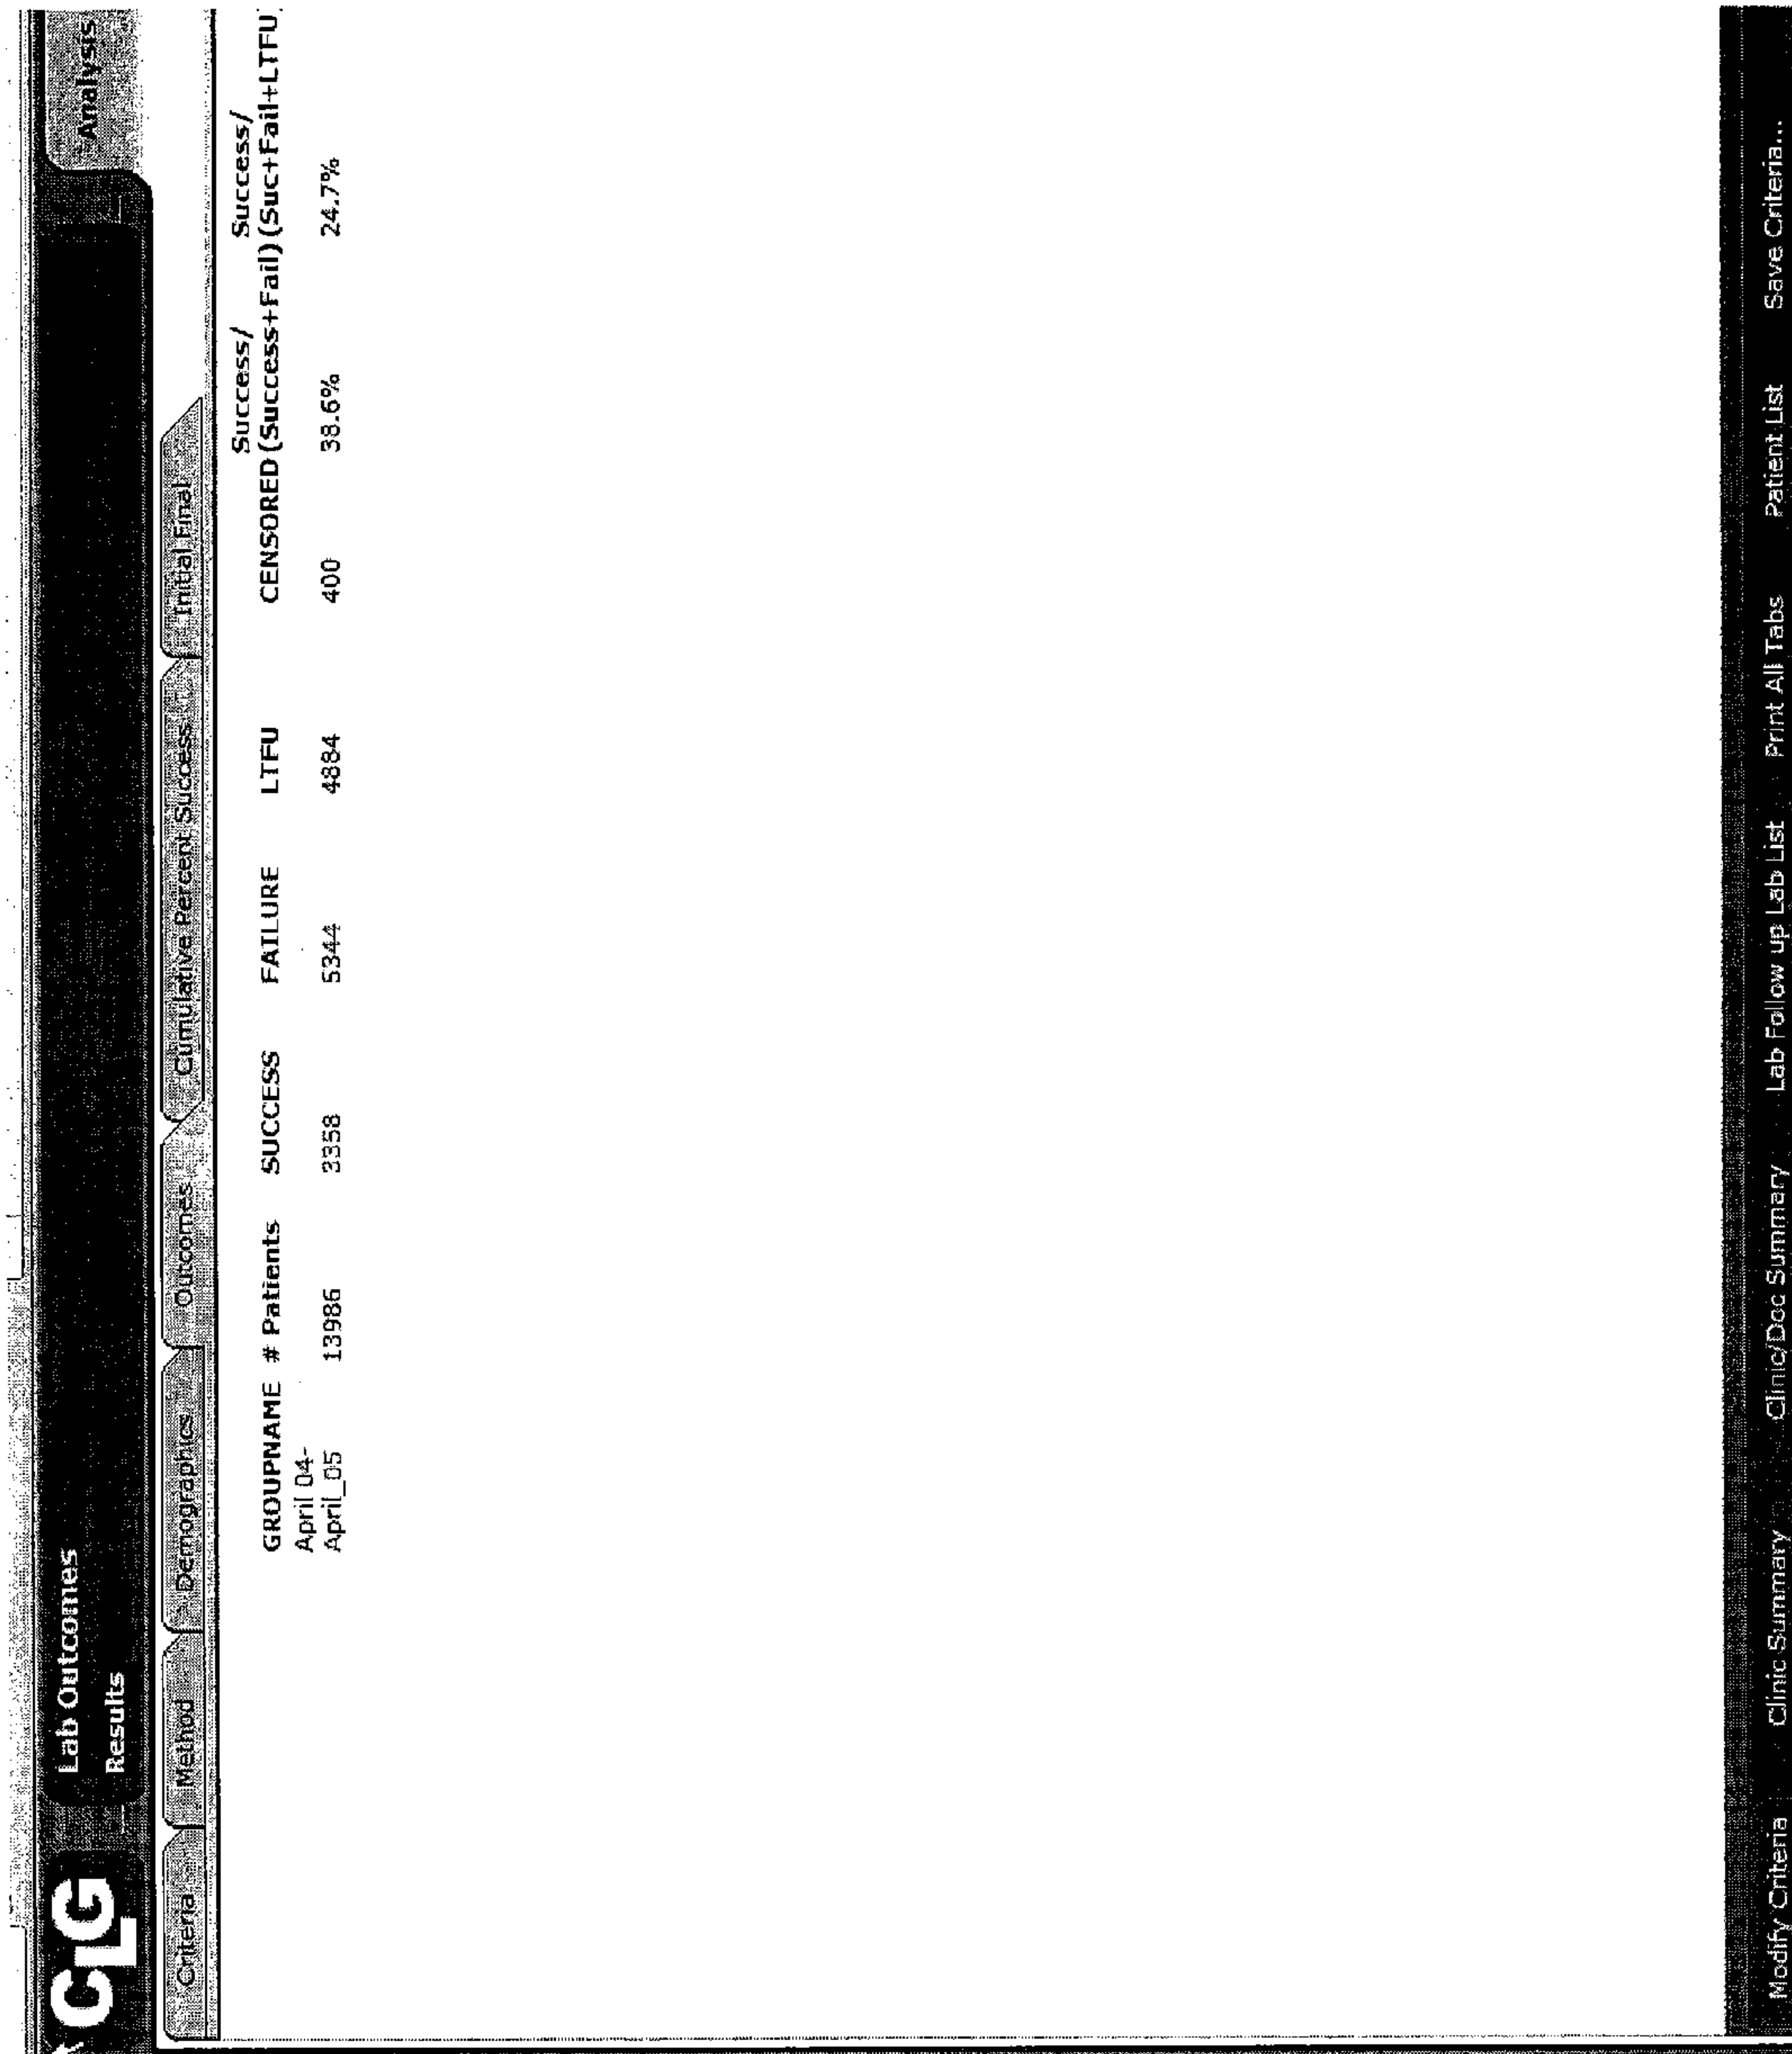 CLG
Lab Outcomes
Results
Analysis
Criteria Method Demographics Outcomes Cumulative Percent Success Initial Final
Success/ Success/
GROUPNAME # Patients SUCCESS FAILURE LTFU CENSORED (Success+Fail) (Suc+Fail+LTFU)
April 04-
April_05 13986 3358 5344 4884 400 38.6% 24.7%
Modify Criteria Clinic Summary Clinic/Doc Summary Lab Follow up Lab List Print All Tabs Patient List Save Criteria...